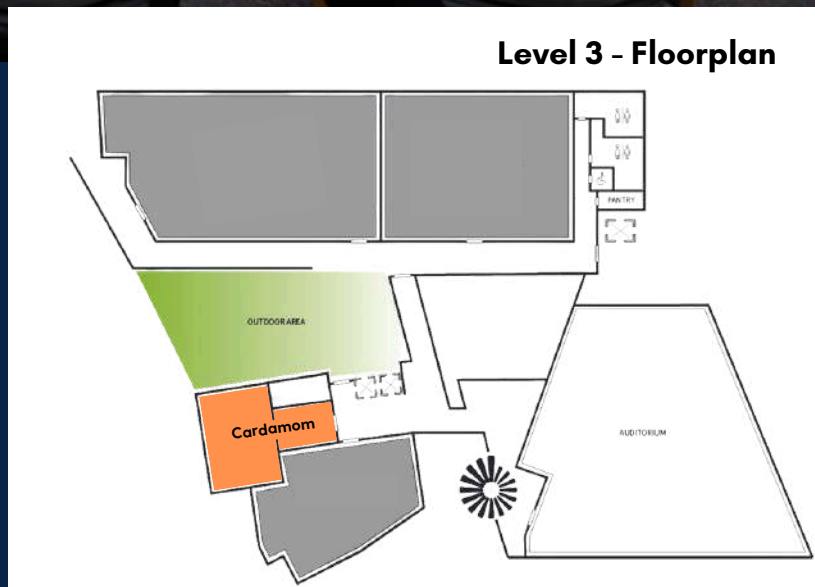 Level 3 - Floorplan
PANTRY
OUTDOOR AREA
Cardamom
AUDITORIUM